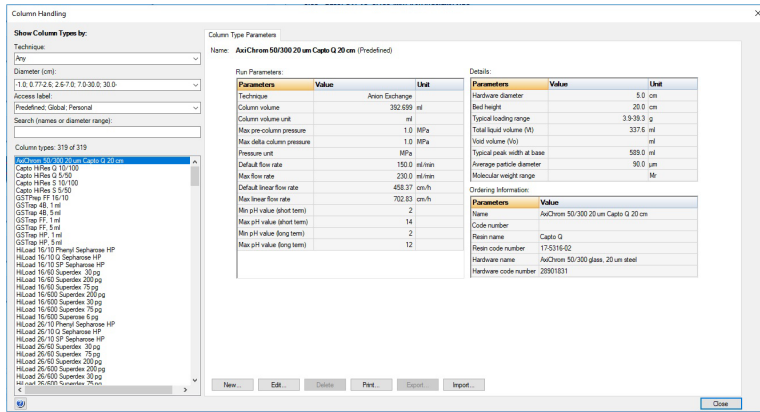 Column Handling
Show Column Types by:
Technique:
Any
Diameter (cm):
-1.0; 0.77-2.6; 2.6-7.0; 7.0-30.0; 30.0-
Access label:
Predefined; Global; Personal
Search (names or diameter range):
Column types: 319 of 319
AxiChrom 50/300 20 um Capto Q 20 cm
Capto HiRes Q 10/100
Capto HiRes Q 5/50
Capto HiRes S 10/100
Capto HiRes S 5/50
GSTPrep FF 16/10
GSTrap 4B, 1 ml
GSTrap 4B, 5 ml
GSTrap FF, 1 ml
GSTrap FF, 5 ml
GSTrap HP, 1 ml
GSTrap HP, 5 ml
HiLoad 16/10 Phenyl Sepharose HP
HiLoad 16/10 Q Sepharose HP
HiLoad 16/10 SP Sepharose HP
HiLoad 16/60 Superdex 30 pg
HiLoad 16/60 Superdex 200 pg
HiLoad 16/60 Superdex 75 pg
HiLoad 16/600 Superdex 200 pg
HiLoad 16/600 Superdex 30 pg
HiLoad 16/600 Superdex 75 pg
HiLoad 16/600 Superose 6 pg
HiLoad 26/10 Phenyl Sepharose HP
HiLoad 26/10 Q Sepharose HP
HiLoad 26/10 SP Sepharose HP
HiLoad 26/60 Superdex 30 pg
HiLoad 26/60 Superdex 75 pg
HiLoad 26/60 Superdex 200 pg
HiLoad 26/600 Superdex 200 pg
HiLoad 26/600 Superdex 30 pg
HiLoad 26/600 Superdex 75 pg
Column Type Parameters
Name: AxiChrom 50/300 20 um Capto Q 20 cm (Predefined)
Run Parameters:
Parameters Value Unit
Technique Anion Exchange
Column volume 392.699 ml
Column volume unit ml
Max pre-column pressure 1.0 MPa
Max delta column pressure 1.0 MPa
Pressure unit MPa
Default flow rate 150.0 ml/min
Max flow rate 230.0 ml/min
Default linear flow rate 458.37 cm/h
Max linear flow rate 702.83 cm/h
Min pH value (short term) 2
Max pH value (short term) 14
Min pH value (long term) 2
Max pH value (long term) 12
Details:
Parameters Value Unit
Hardware diameter 5.0 cm
Bed height 20.0 cm
Typical loading range 3.9-39.3 g
Total liquid volume (Vt) 337.6 ml
Void volume (Vo) ml
Typical peak width at base 589.0 ml
Average particle diameter 90.0 µm
Molecular weight range Mr
Ordering Information:
Parameters Value
Name AxiChrom 50/300 20 um Capto Q 20 cm
Code number
Resin name Capto Q
Resin code number 17-5316-02
Hardware name AxiChrom 50/300 glass, 20 um steel
Hardware code number 28901831
New... Edit... Delete Print... Export... Import...
Close